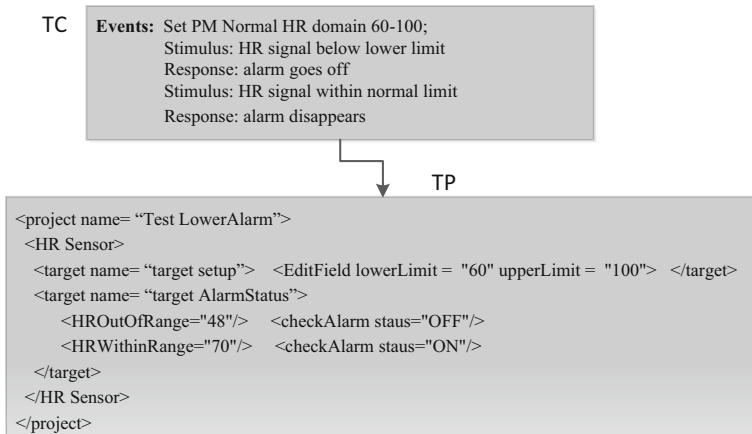 TC
Events: Set PM Normal HR domain 60-100;
Stimulus: HR signal below lower limit
Response: alarm goes off
Stimulus: HR signal within normal limit
Response: alarm disappears
TP
<project name= “Test LowerAlarm”>
<HR Sensor>
<target name= “target setup”> <EditField lowerLimit = "60" upperLimit = "100"> </target>
<target name= “target AlarmStatus”>
<HROutOfRange="48"/> <checkAlarm staus="OFF"/>
<HRWithinRange="70"/> <checkAlarm staus="ON"/>
</target>
</HR Sensor>
</project>